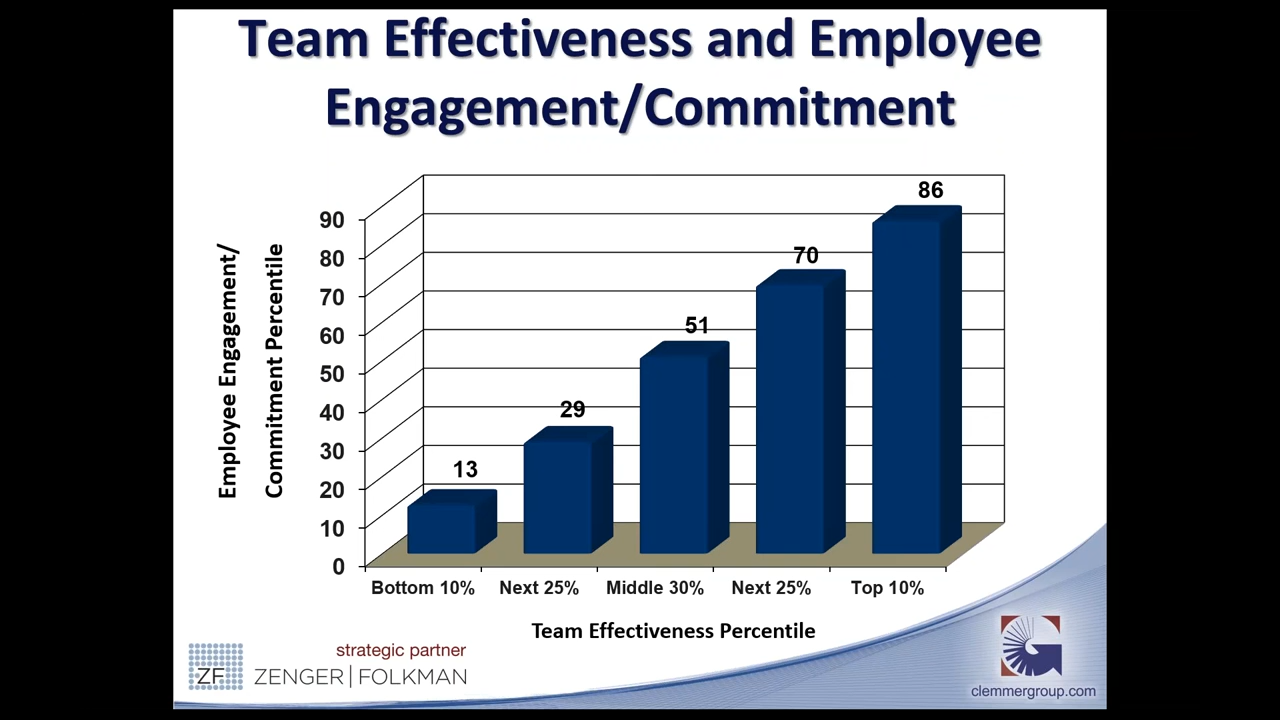 Team Effectiveness and Employee
Engagement/Commitment
Employee Engagement/
Commitment Percentile
90
80
70
60
50
40
30
20
10
0
13
29
51
70
86
Bottom 10%
Next 25%
Middle 30%
Next 25%
Top 10%
Team Effectiveness Percentile
ZF
strategic partner
ZENGER|FOLKMAN
clemmergroup.com